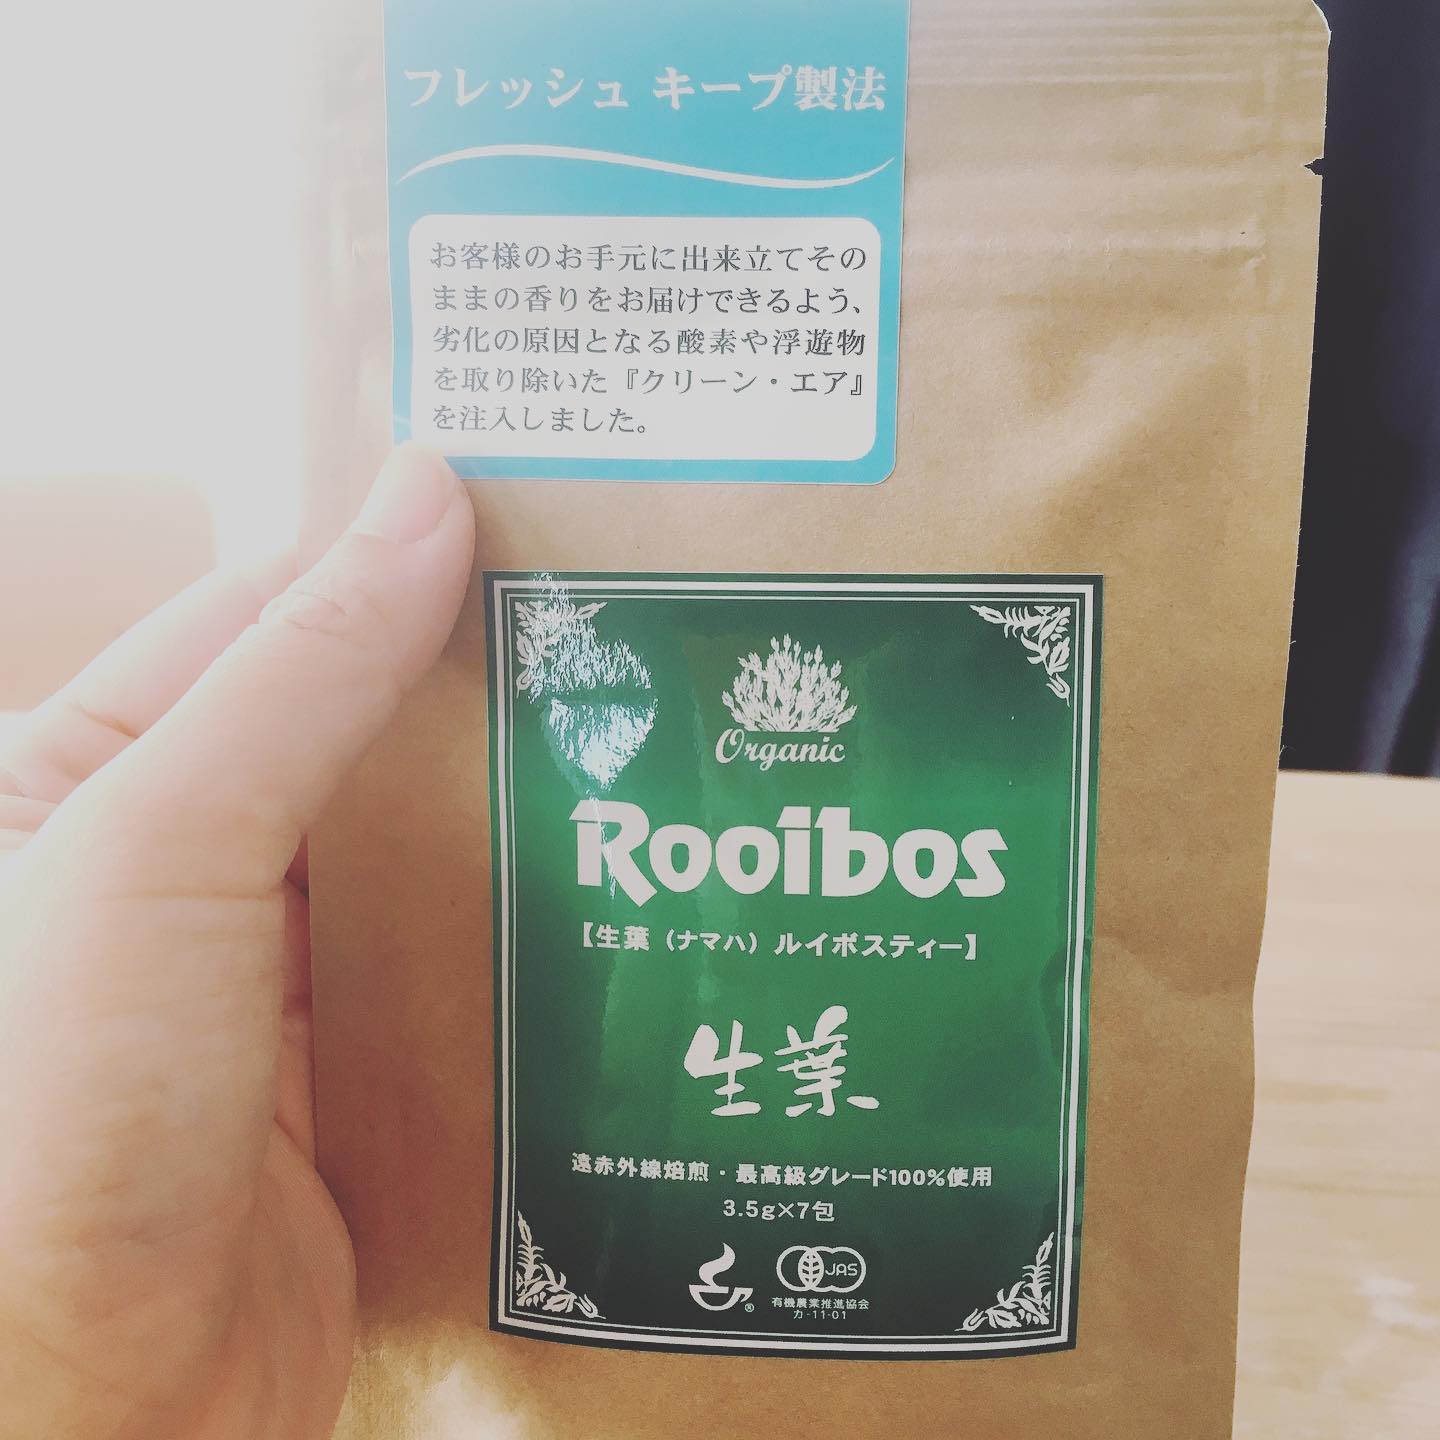 フレッシュ キープ製法
お客様のお手元に出来立てその
ままの香りをお届けできるよう、
劣化の原因となる酸素や浮遊物
を取り除いた『クリーン・エア』
を注入しました。
Organic
Rooibos
【生葉（ナマハ）ルイボスティー】
生葉
遠赤外線焙煎・最高級グレード100%使用
3.5g×7包
®
JAS
有機農業推進協会
カ-11-01